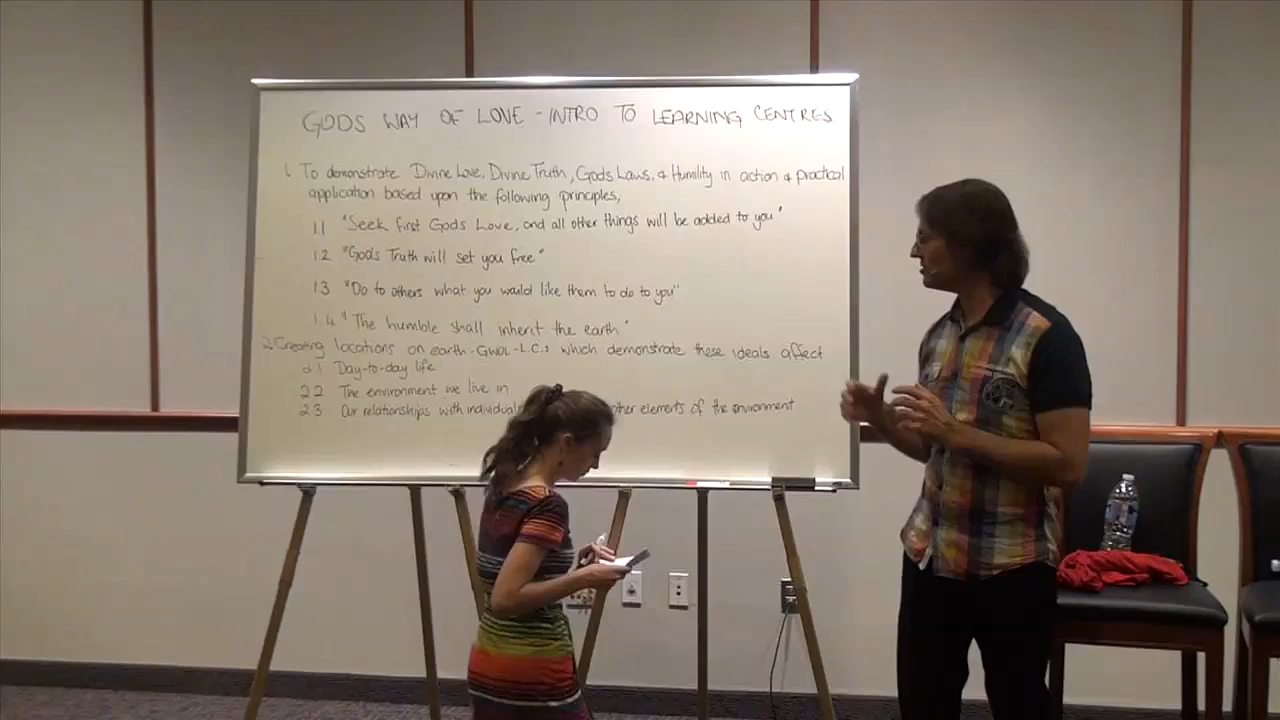 GODS WAY OF LOVE - INTRO TO LEARNING CENTRES
1. To demonstrate Divine Love, Divine Truth, Gods Laws, & Humility in action & practical
application based upon the following principles,
1.1 "Seek first Gods Love, and all other things will be added to you"
1.2 "Gods Truth will set you free"
1.3 "Do to others what you would like them to do to you"
1.4 "The humble shall inherit the earth"
2. Creating locations on earth - GWOL - L.C.s which demonstrate these ideals affect
2.1 Day-to-day life
2.2 The environment we live in
2.3 Our relationships with individuals other elements of the environment